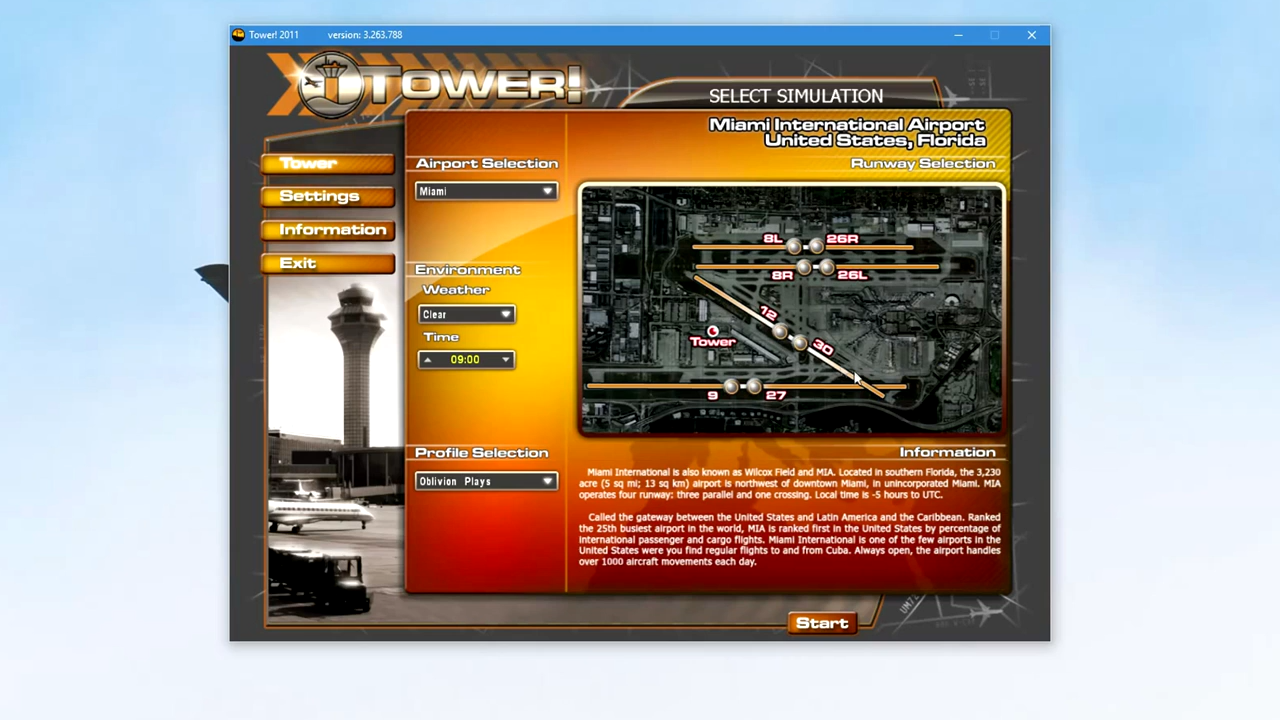 Tower! 2011 version: 3.263.788
TOWER!
SELECT SIMULATION
Miami International Airport
United States, Florida
Runway Selection
Tower
Settings
Information
Exit
Airport Selection
Miami
Environment
Weather
Clear
Time
09:00
Profile Selection
Oblivion Plays
8L 26R
8R 26L
12
30
Tower
9 27
Information
Miami International is also known as Wilcox Field and MIA. Located in southern Florida, the 3,230
acre (5 sq mi; 13 sq km) airport is northwest of downtown Miami, in unincorporated Miami. MIA
operates four runway: three parallel and one crossing. Local time is -5 hours to UTC.
Called the gateway between the United States and Latin America and the Caribbean. Ranked
the 25th busiest airport in the world, MIA is ranked first in the United States by percentage of
international passenger and cargo flights. Miami International is one of the few airports in the
United States were you find regular flights to and from Cuba. Always open, the airport handles
over 1000 aircraft movements each day.
Start